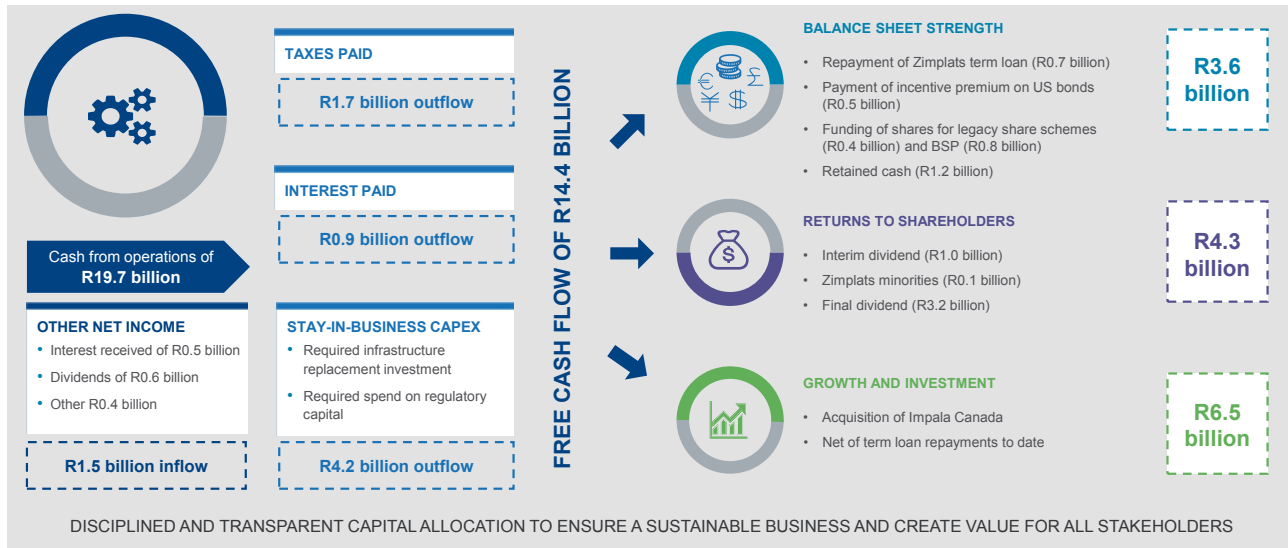 Cash from operations of
R19.7 billion
OTHER NET INCOME
• Interest received of R0.5 billion
• Dividends of R0.6 billion
• Other R0.4 billion
R1.5 billion inflow
TAXES PAID
R1.7 billion outflow
INTEREST PAID
R0.9 billion outflow
STAY-IN-BUSINESS CAPEX
• Required infrastructure
replacement investment
• Required spend on regulatory
capital
R4.2 billion outflow
FREE CASH FLOW OF R14.4 BILLION
€ £ ¥ $
BALANCE SHEET STRENGTH
• Repayment of Zimplats term loan (R0.7 billion)
• Payment of incentive premium on US bonds
(R0.5 billion)
• Funding of shares for legacy share schemes
(R0.4 billion) and BSP (R0.8 billion)
• Retained cash (R1.2 billion)
R3.6
billion
$
RETURNS TO SHAREHOLDERS
• Interim dividend (R1.0 billion)
• Zimplats minorities (R0.1 billion)
• Final dividend (R3.2 billion)
R4.3
billion
GROWTH AND INVESTMENT
• Acquisition of Impala Canada
• Net of term loan repayments to date
R6.5
billion
DISCIPLINED AND TRANSPARENT CAPITAL ALLOCATION TO ENSURE A SUSTAINABLE BUSINESS AND CREATE VALUE FOR ALL STAKEHOLDERS